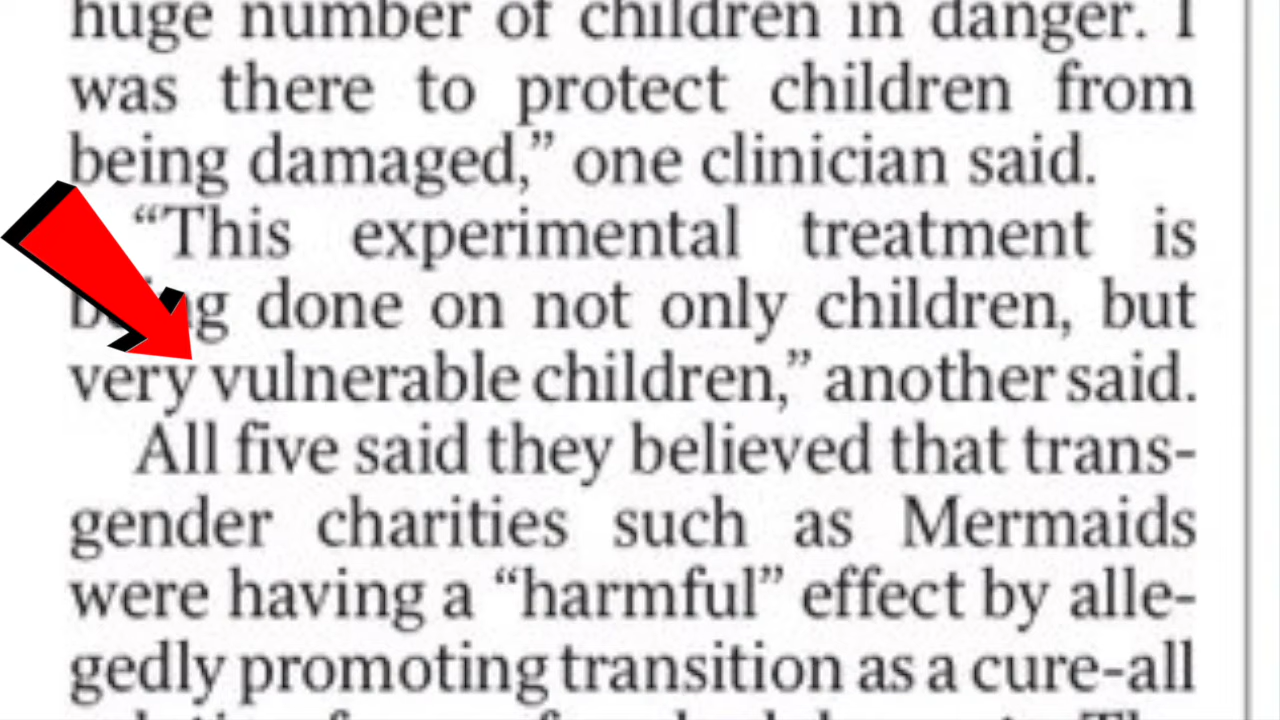 huge number of children in danger. I
was there to protect children from
being damaged,” one clinician said.
“This experimental treatment is
being done on not only children, but
very vulnerable children,” another said.
All five said they believed that trans-
gender charities such as Mermaids
were having a “harmful” effect by alle-
gedly promoting transition as a cure-all